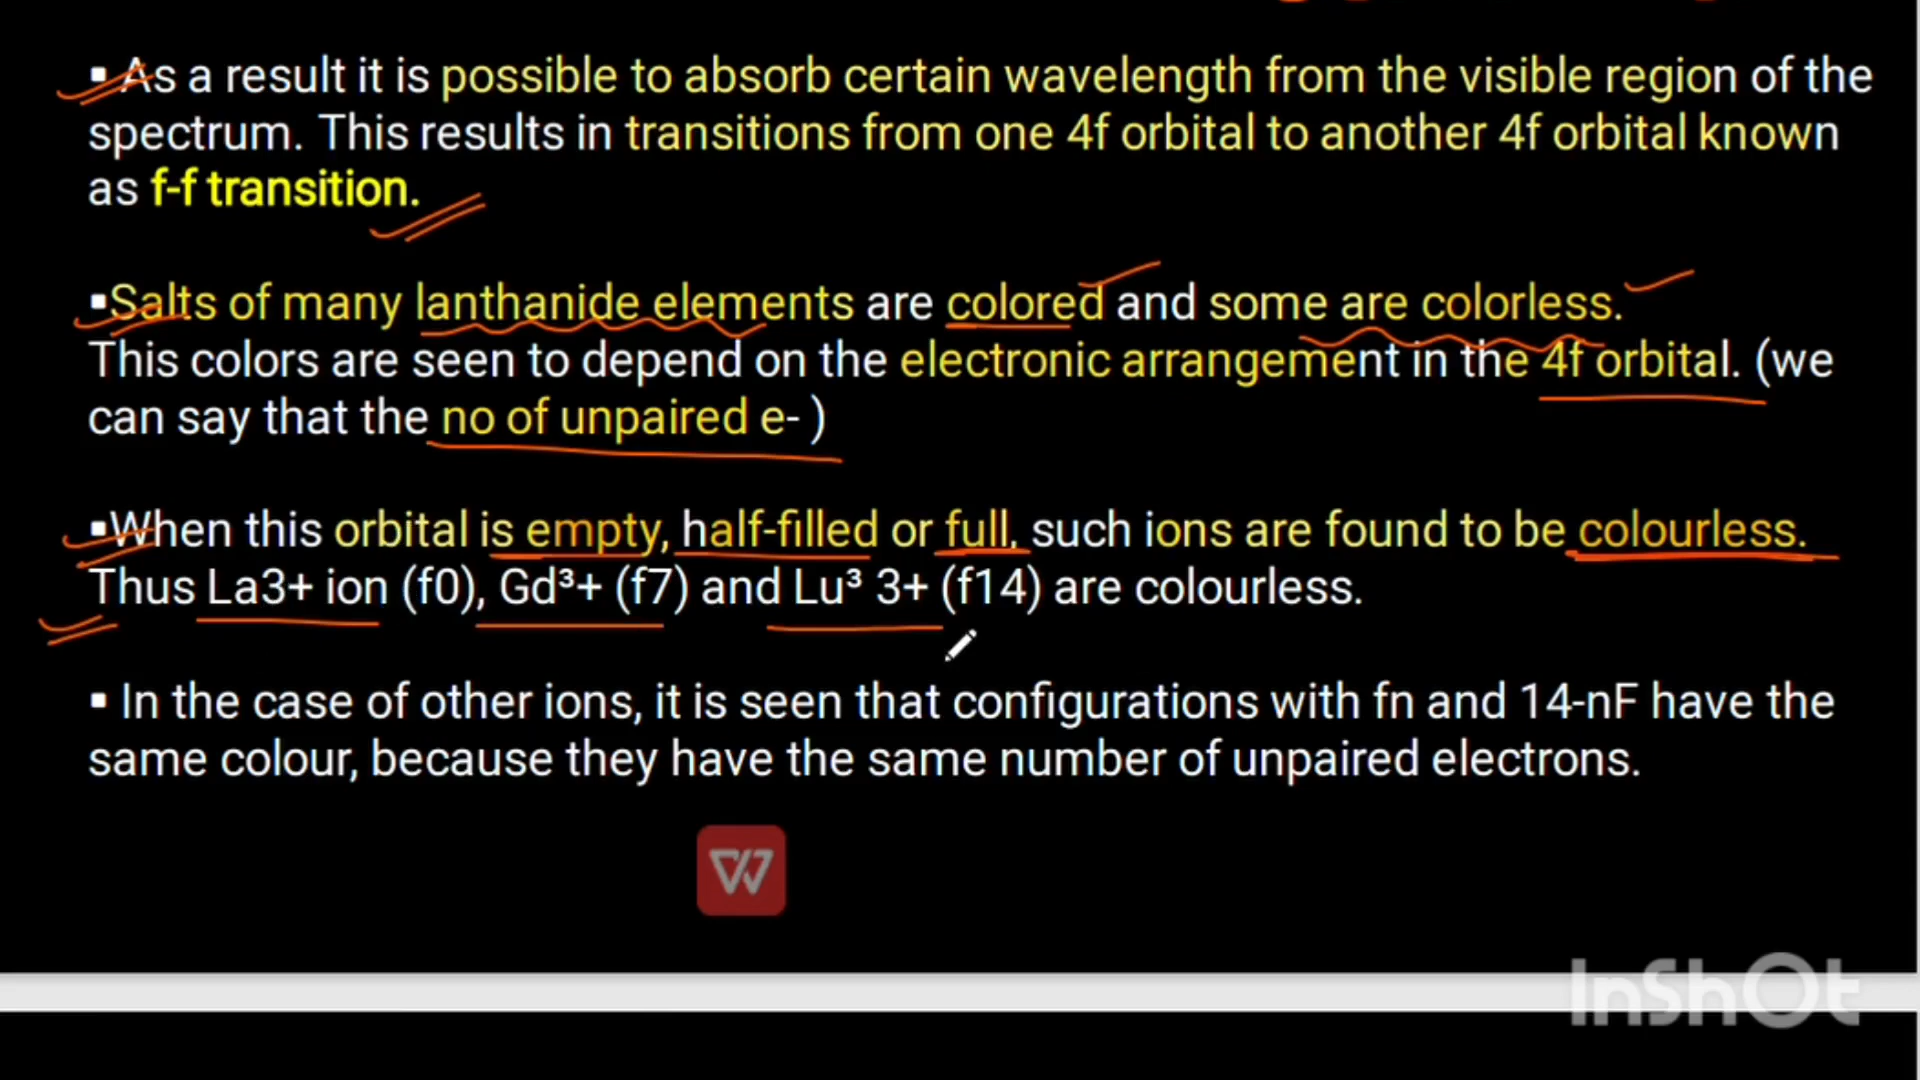 ▪ As a result it is possible to absorb certain wavelength from the visible region of the
spectrum. This results in transitions from one 4f orbital to another 4f orbital known
as f-f transition.
▪Salts of many lanthanide elements are colored and some are colorless.
This colors are seen to depend on the electronic arrangement in the 4f orbital. (we
can say that the no of unpaired e- )
▪When this orbital is empty, half-filled or full, such ions are found to be colourless.
Thus La3+ ion (f0), Gd³+ (f7) and Lu³ 3+ (f14) are colourless.
▪ In the case of other ions, it is seen that configurations with fn and 14-nF have the
same colour, because they have the same number of unpaired electrons.
W
InShOt